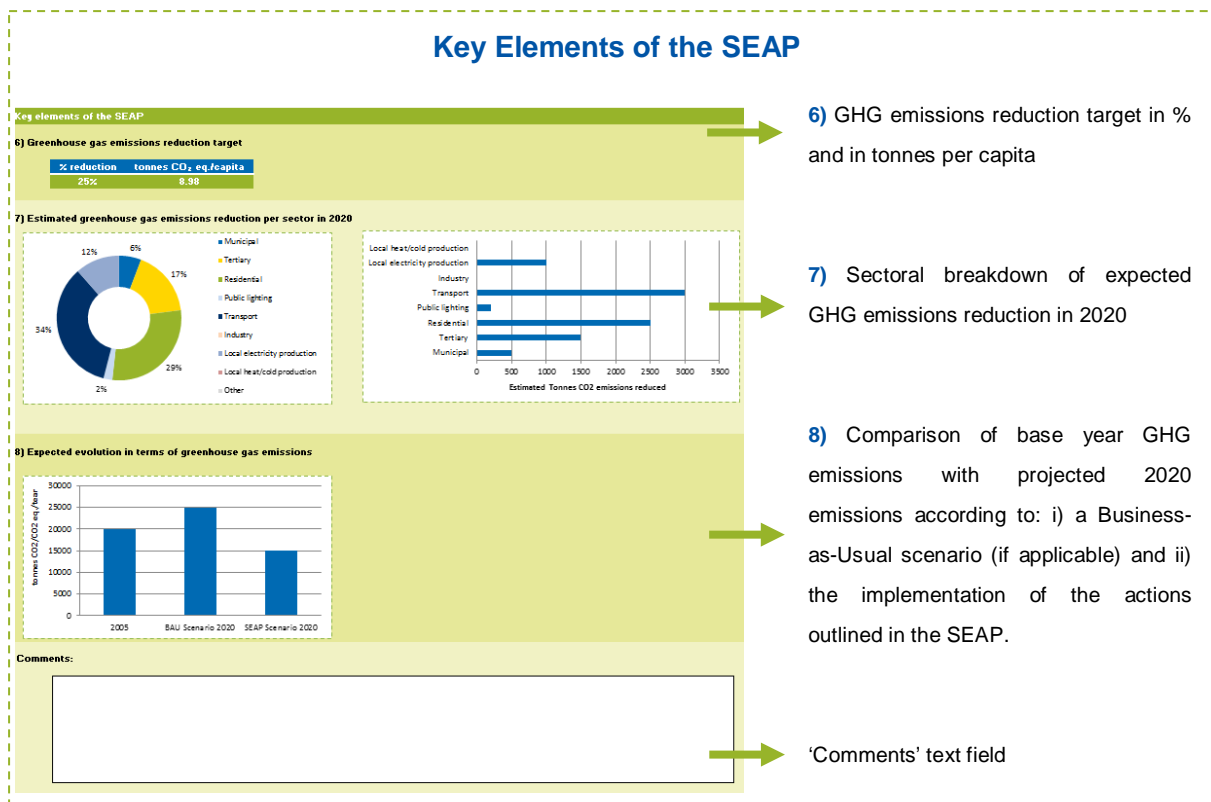 Key Elements of the SEAP
Key elements of the SEAP
6) Greenhouse gas emissions reduction target
% reduction tonnes CO₂ eq./capita
25% 8.98
7) Estimated greenhouse gas emissions reduction per sector in 2020
6%
17%
29%
2%
34%
12%
Municipal
Tertiary
Residential
Public lighting
Transport
Industry
Local electricity production
Local heat/cold production
Other
Local heat/cold production
Local electricity production
Industry
Transport
Public lighting
Residential
Tertiary
Municipal
0 500 1000 1500 2000 2500 3000 3500
Estimated Tonnes CO2 emissions reduced
8) Expected evolution in terms of greenhouse gas emissions
tonnes CO2/CO2 eq./tear
30000
25000
20000
15000
10000
5000
0
2005 BAU Scenario 2020 SEAP Scenario 2020
Comments:
6) GHG emissions reduction target in %
and in tonnes per capita
7) Sectoral breakdown of expected
GHG emissions reduction in 2020
8) Comparison of base year GHG
emissions with projected 2020
emissions according to: i) a Business-
as-Usual scenario (if applicable) and ii)
the implementation of the actions
outlined in the SEAP.
‘Comments’ text field